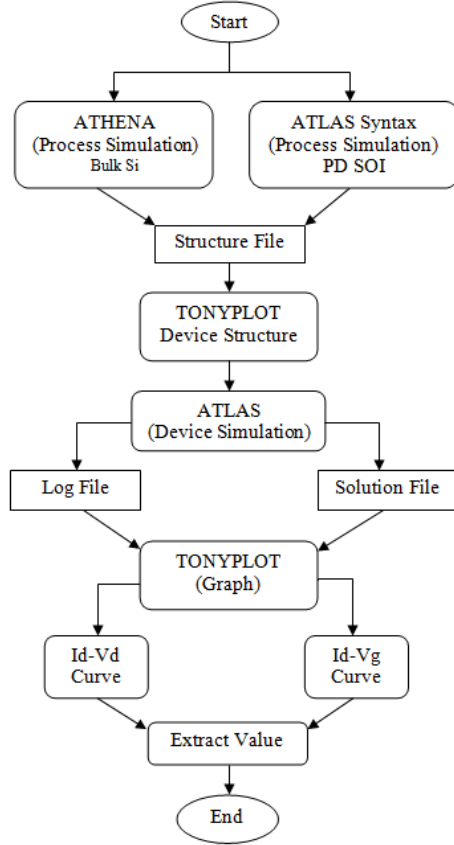 Start
ATHENA
(Process Simulation)
Bulk Si
ATLAS Syntax
(Process Simulation)
PD SOI
Structure File
TONYPLOT
Device Structure
ATLAS
(Device Simulation)
Log File
Solution File
TONYPLOT
(Graph)
Id-Vd
Curve
Id-Vg
Curve
Extract Value
End